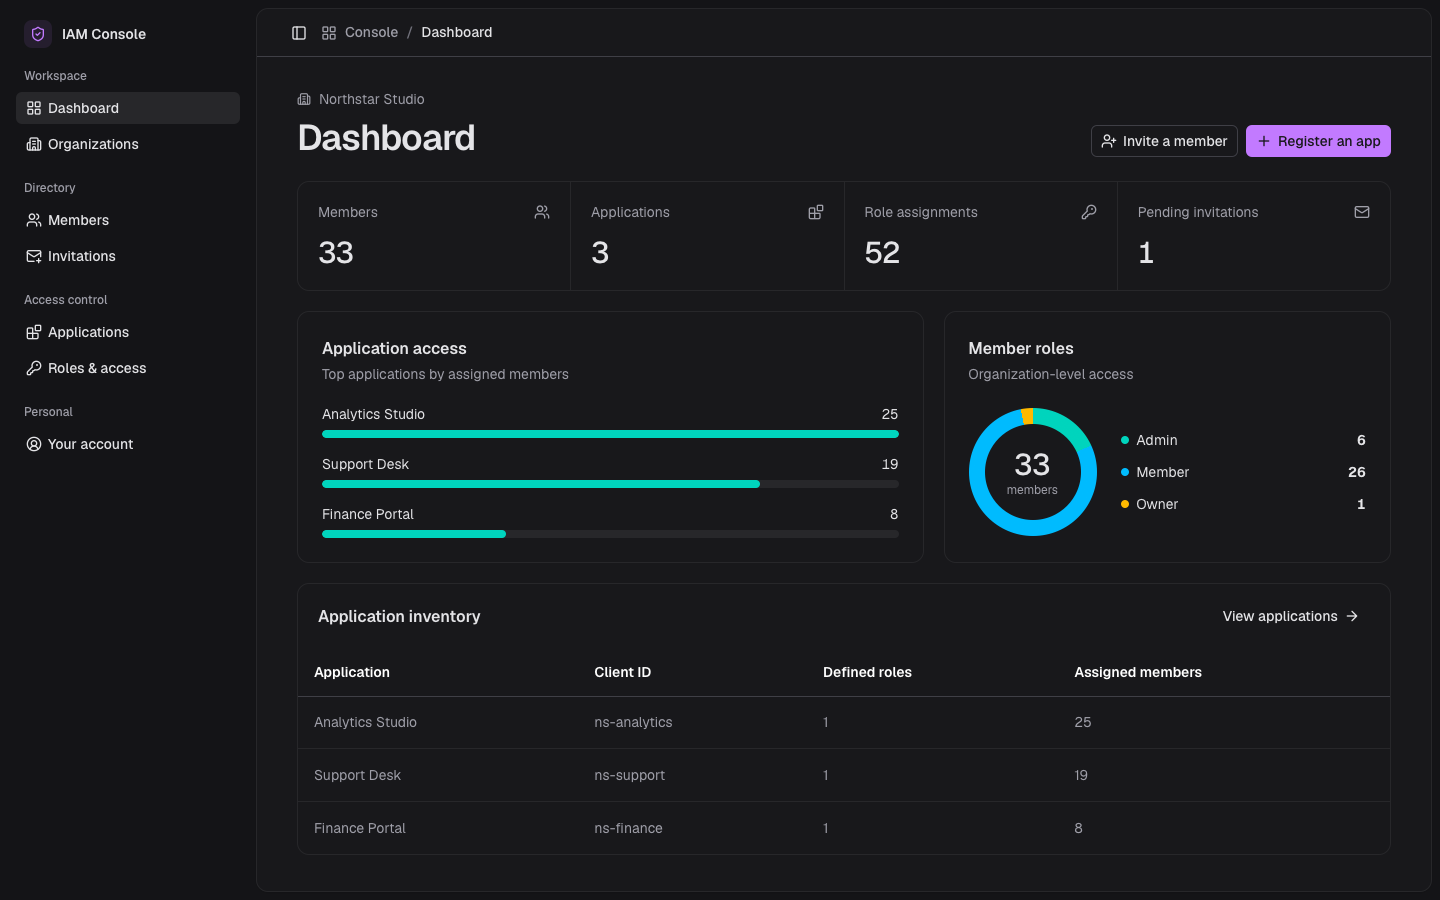 IAM Console
Workspace
Dashboard
Organizations
Directory
Members
Invitations
Access control
Applications
Roles & access
Personal
Your account
Console / Dashboard
Northstar Studio
Dashboard
Invite a member
Register an app
Members
33
Applications
3
Role assignments
52
Pending invitations
1
Application access
Top applications by assigned members
Analytics Studio 25
Support Desk 19
Finance Portal 8
Member roles
Organization-level access
33
members
Admin 6
Member 26
Owner 1
Application inventory
View applications
Application Client ID Defined roles Assigned members
Analytics Studio ns-analytics 1 25
Support Desk ns-support 1 19
Finance Portal ns-finance 1 8